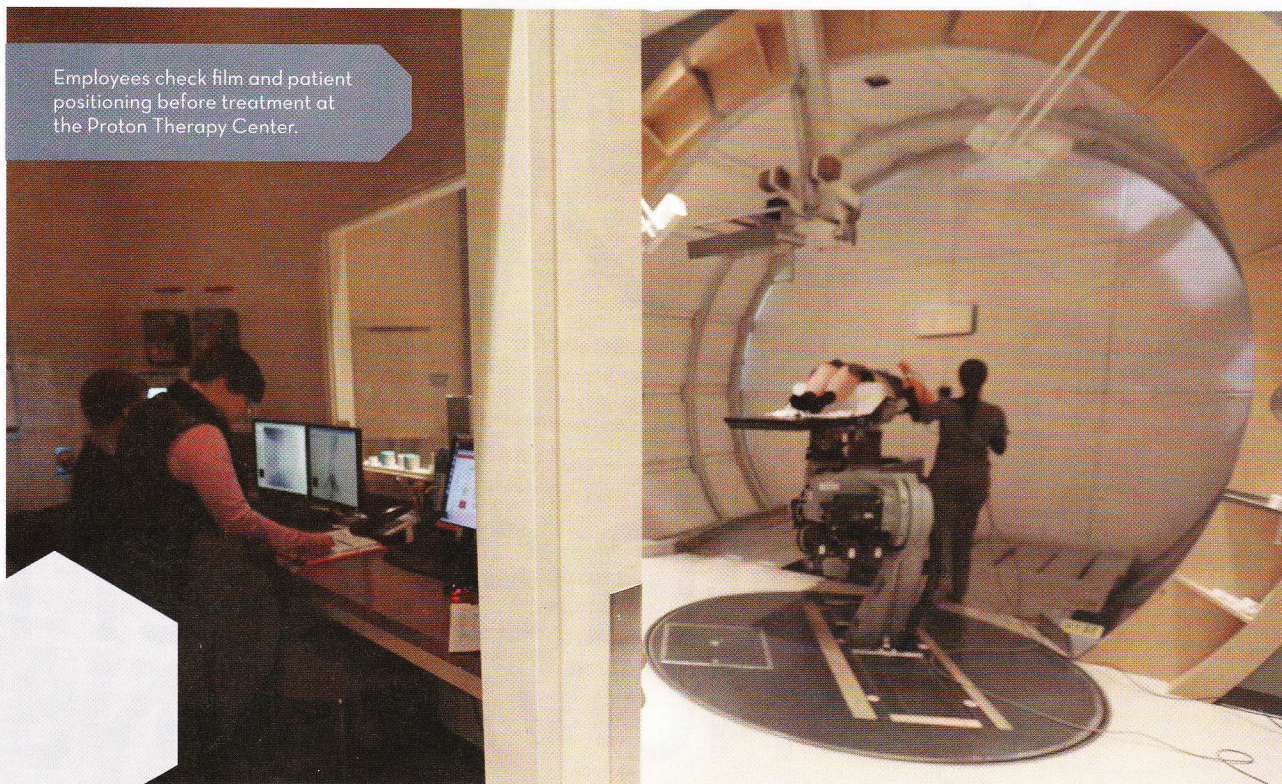 Employees check film and patient
positioning before treatment at
the Proton Therapy Center.